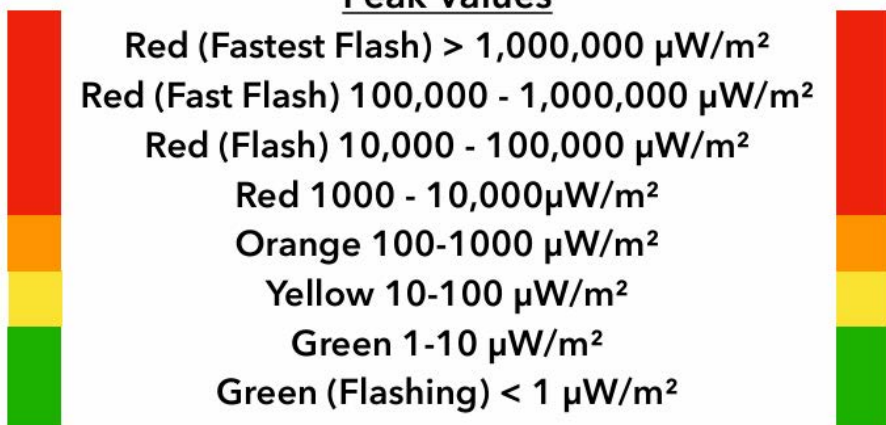 Peak Values
Red (Fastest Flash) > 1,000,000 µW/m²
Red (Fast Flash) 100,000 - 1,000,000 µW/m²
Red (Flash) 10,000 - 100,000 µW/m²
Red 1000 - 10,000µW/m²
Orange 100-1000 µW/m²
Yellow 10-100 µW/m²
Green 1-10 µW/m²
Green (Flashing) < 1 µW/m²